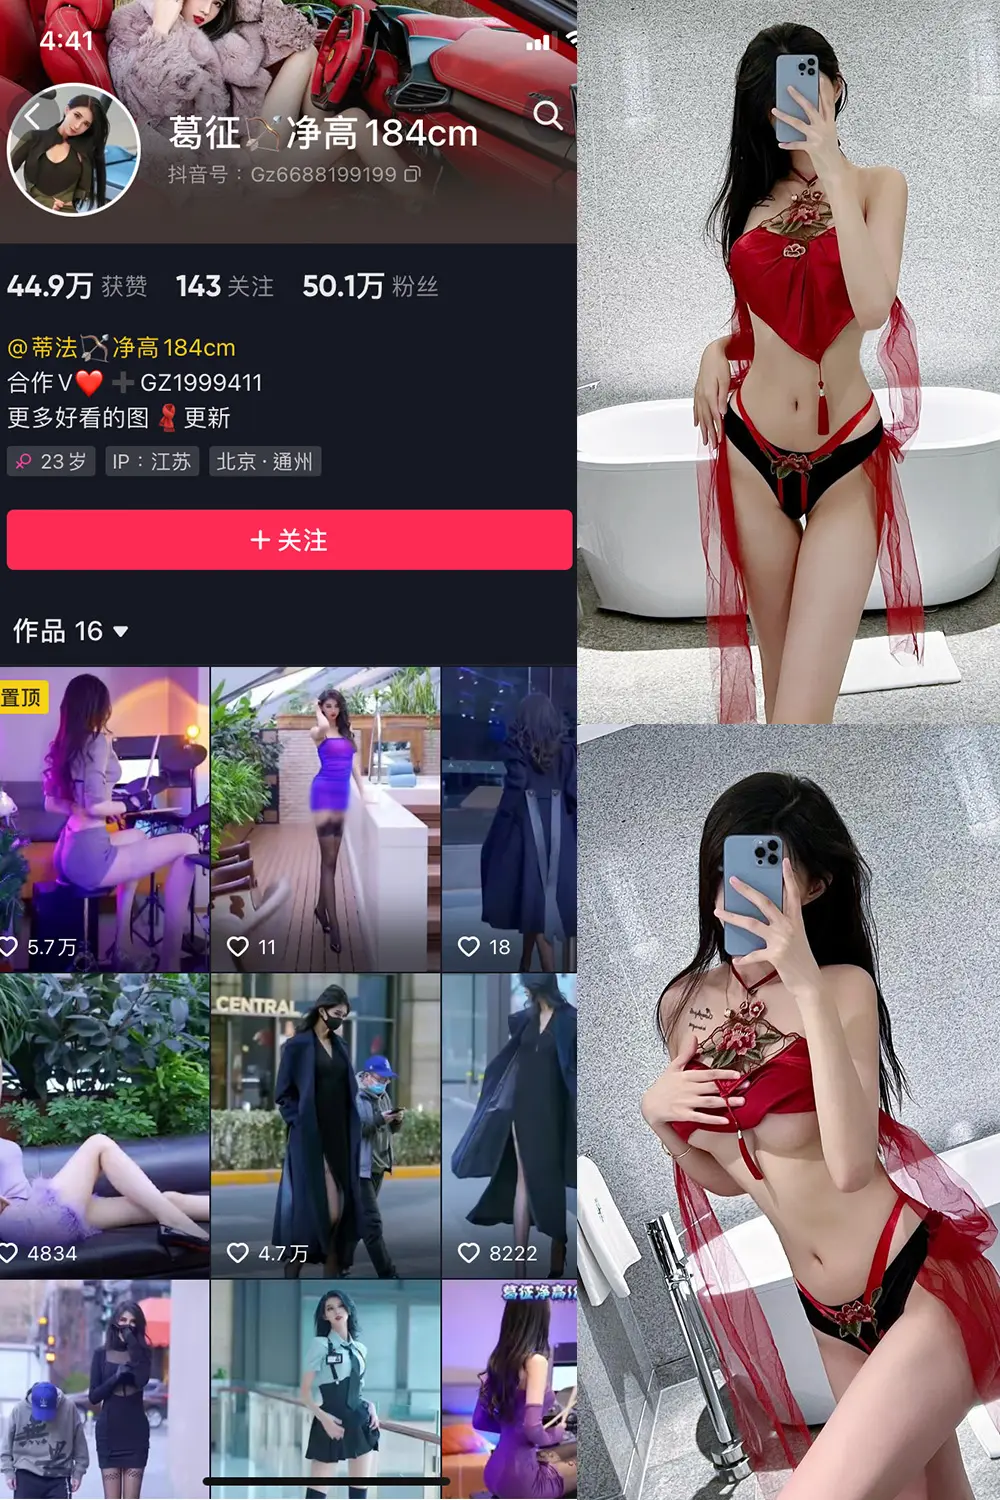 4:41
葛征🏹净高184cm
抖音号：Gz6688199199
44.9万 获赞 143 关注 50.1万 粉丝
@蒂法🏹净高184cm
合作V❤️➕GZ1999411
更多好看的图🧣更新
23岁 IP：江苏 北京·通州
+ 关注
作品 16
置顶
5.7万
11
18
CENTRAL
4834
4.7万
8222
葛征净高